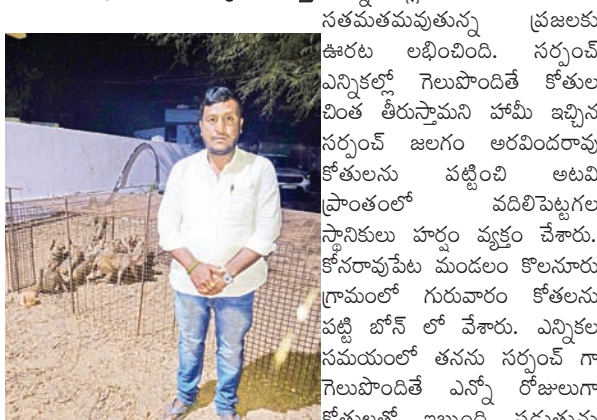 సతమతమవుతున్న ప్రజలకు
ఊరట లభించింది. సర్పంచ్
ఎన్నికల్లో గెలుపొందితే కోతుల
చింత తీరుస్తామని హామీ ఇచ్చిన
సర్పంచ్ జలగం అరవిందరావు
కోతులను పట్టించి అటవి
ప్రాంతంలో వదిలిపెట్టగల
స్థానికులు హర్షం వ్యక్తం చేశారు.
కోనరావుపేట మండలం కొలనూరు
గ్రామంలో గురువారం కోతలను
పట్టి బోన్ లో వేశారు. ఎన్నికల
సమయంలో తనను సర్పంచ్ గా
గెలుపొందితే ఎన్నో రోజులుగా